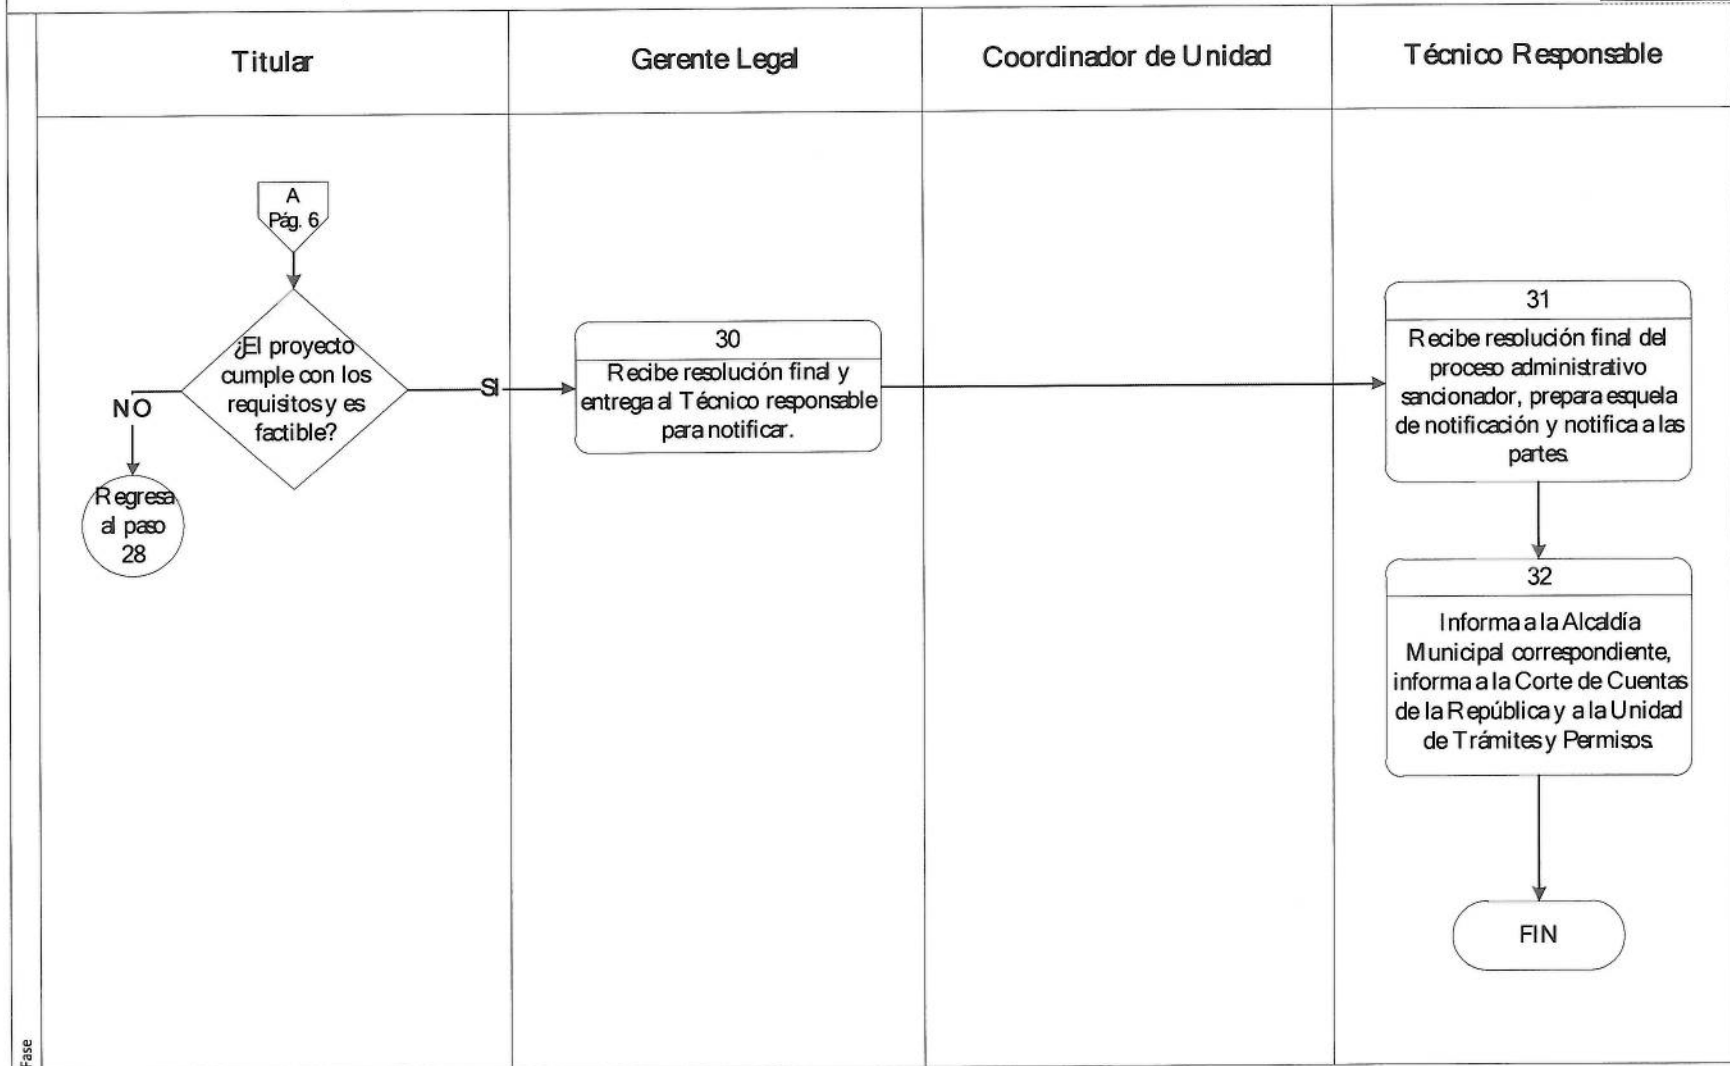 Titular
Gerente Legal
Coordinador de Unidad
Técnico Responsable
A
Pág. 6
¿El proyecto
cumple con los
requisitos y es
factible?
NO
SI
Regresa
al paso
28
30
Recibe resolución final y
entrega al Técnico responsable
para notificar.
31
Recibe resolución final del
proceso administrativo
sancionador, prepara esquela
de notificación y notifica a las
partes.
32
Informa a la Alcaldía
Municipal correspondiente,
informa a la Corte de Cuentas
de la República y a la Unidad
de Trámites y Permisos.
FIN
Fase